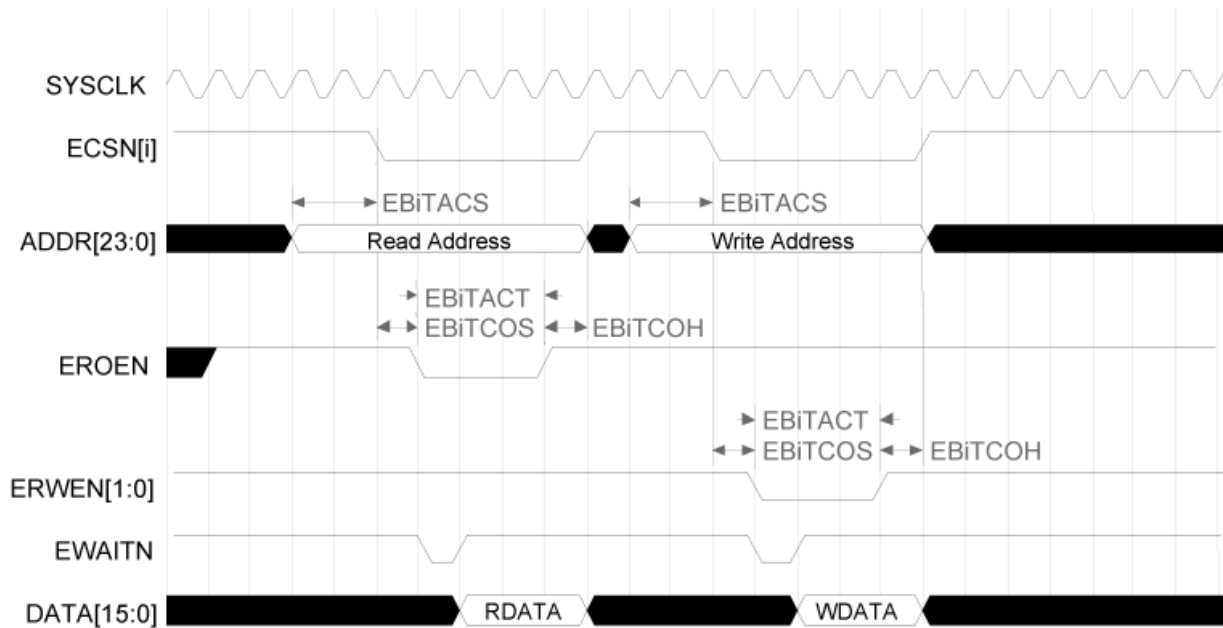 SYSCLK
ECSN[i]
EBiTACS EBiTACS
ADDR[23:0] Read Address Write Address
EBiTACT
EBiTCOS EBiTCOH
EROEN
EBiTACT
EBiTCOS EBiTCOH
ERWEN[1:0]
EWAITN
DATA[15:0] RDATA WDATA